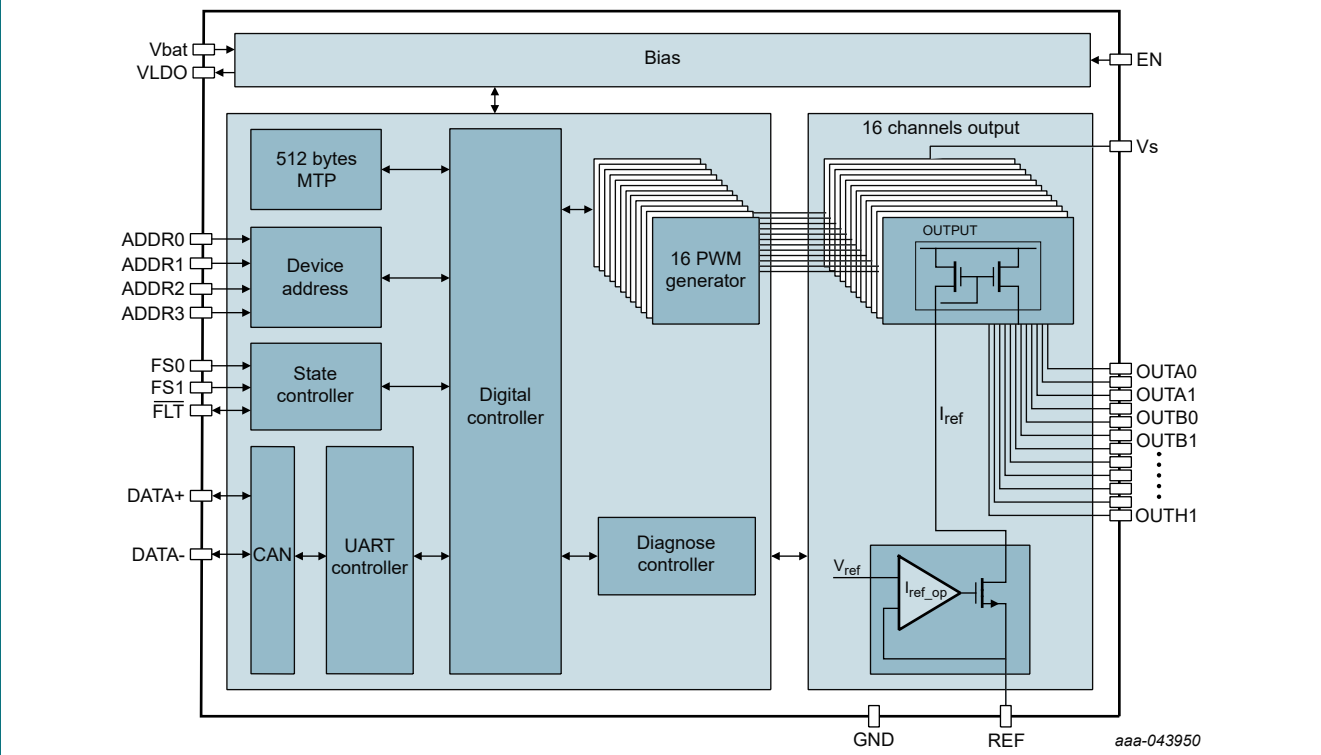 Vbat
VLDO
Bias
EN
16 channels output
Vs
512 bytes
MTP
ADDR0
ADDR1
ADDR2
ADDR3
Device
address
16 PWM
generator
OUTPUT
FS0
FS1
FLT
State
controller
Digital
controller
Iref
OUTA0
OUTA1
OUTB0
OUTB1
OUTH1
DATA+
DATA-
CAN
UART
controller
Diagnose
controller
Vref
Iref_op
GND
REF
aaa-043950